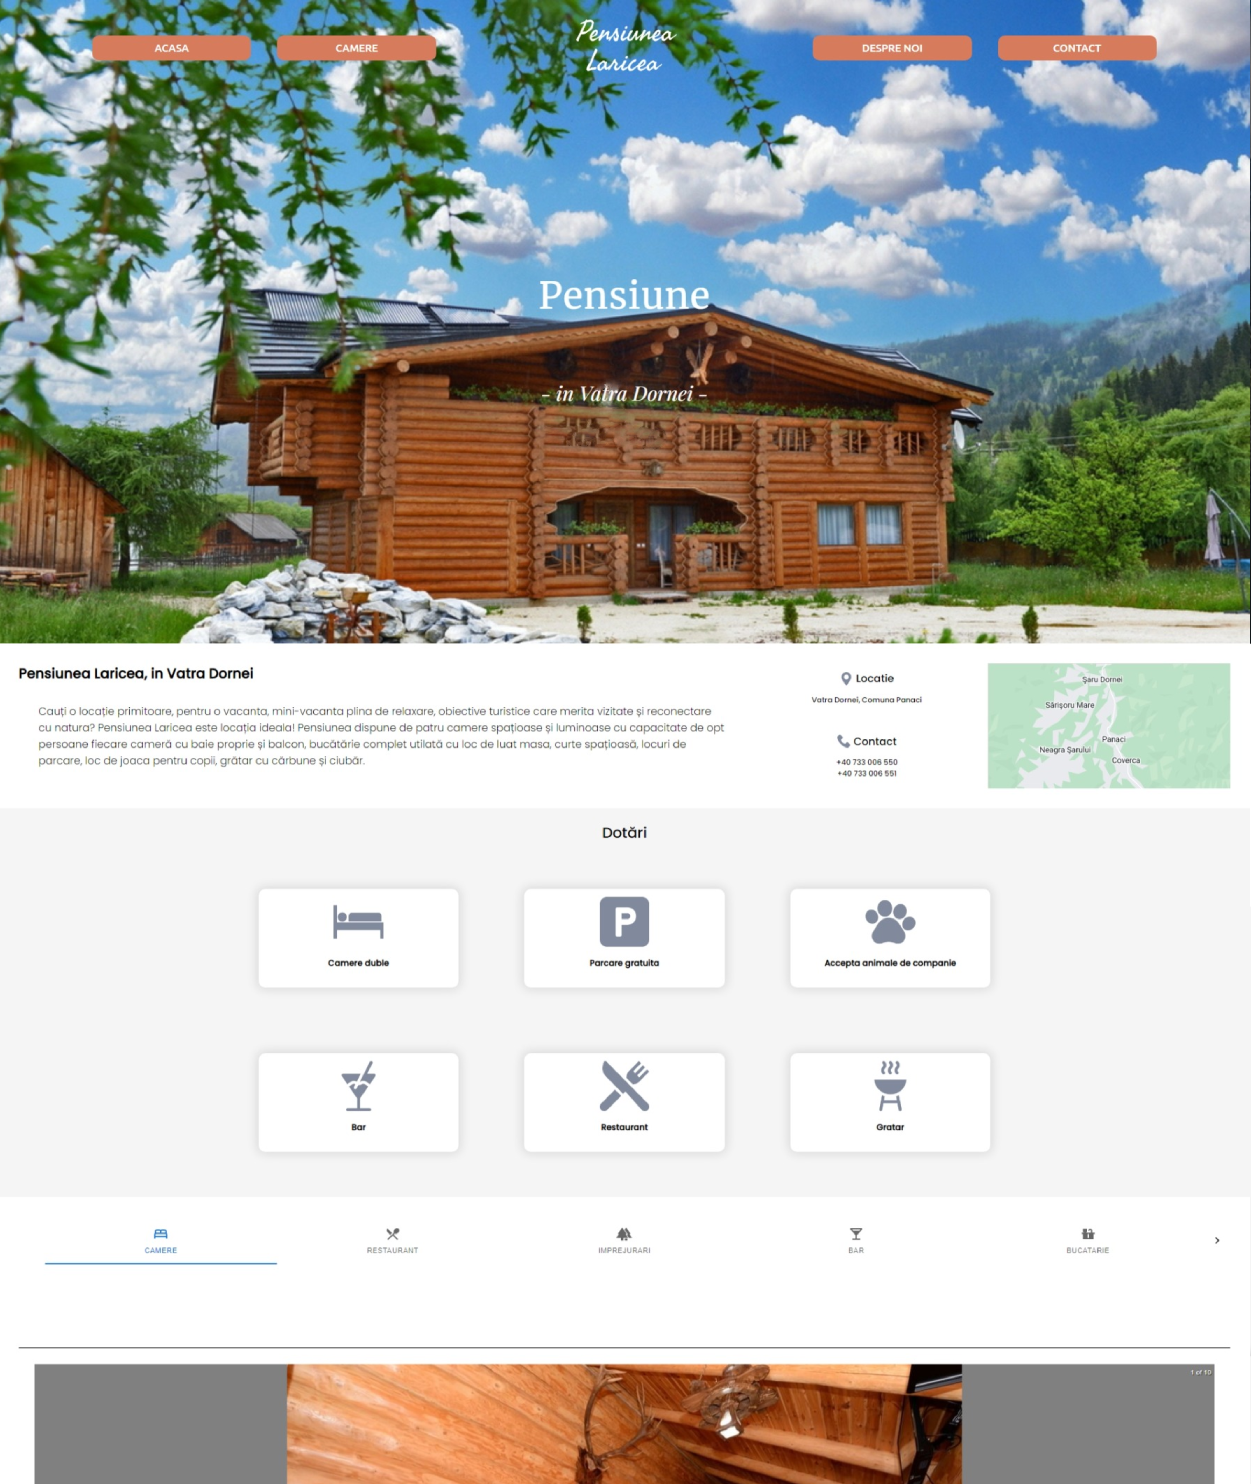 ACASA
CAMERE
Pensiunea
Laricea
DESPRE NOI
CONTACT
Pensiune
- in Vatra Dornei -
Pensiunea Laricea, in Vatra Dornei
Cauți o locație primitoare, pentru o vacanta, mini-vacanta plina de relaxare, obiective turistice care merita vizitate și reconectare
cu natura? Pensiunea Laricea este locația ideala! Pensiunea dispune de patru camere spațioase și luminoase cu capacitate de opt
persoane fiecare cameră cu baie proprie și balcon, bucătărie complet utilată cu loc de luat masa, curte spațioasă, locuri de
parcare, loc de joaca pentru copii, grătar cu cărbune și ciubăr.
Locatie
Vatra Dornei, Comuna Panaci
Contact
+40 733 006 550
+40 733 006 551
Șaru Dornei
Sărișoru Mare
Panaci
Neagra Șarului
Coverca
Dotări
Camere duble
Parcare gratuita
Accepta animale de companie
Bar
Restaurant
Gratar
CAMERE
RESTAURANT
IMPREJURARI
BAR
BUCATARIE
1 of 10